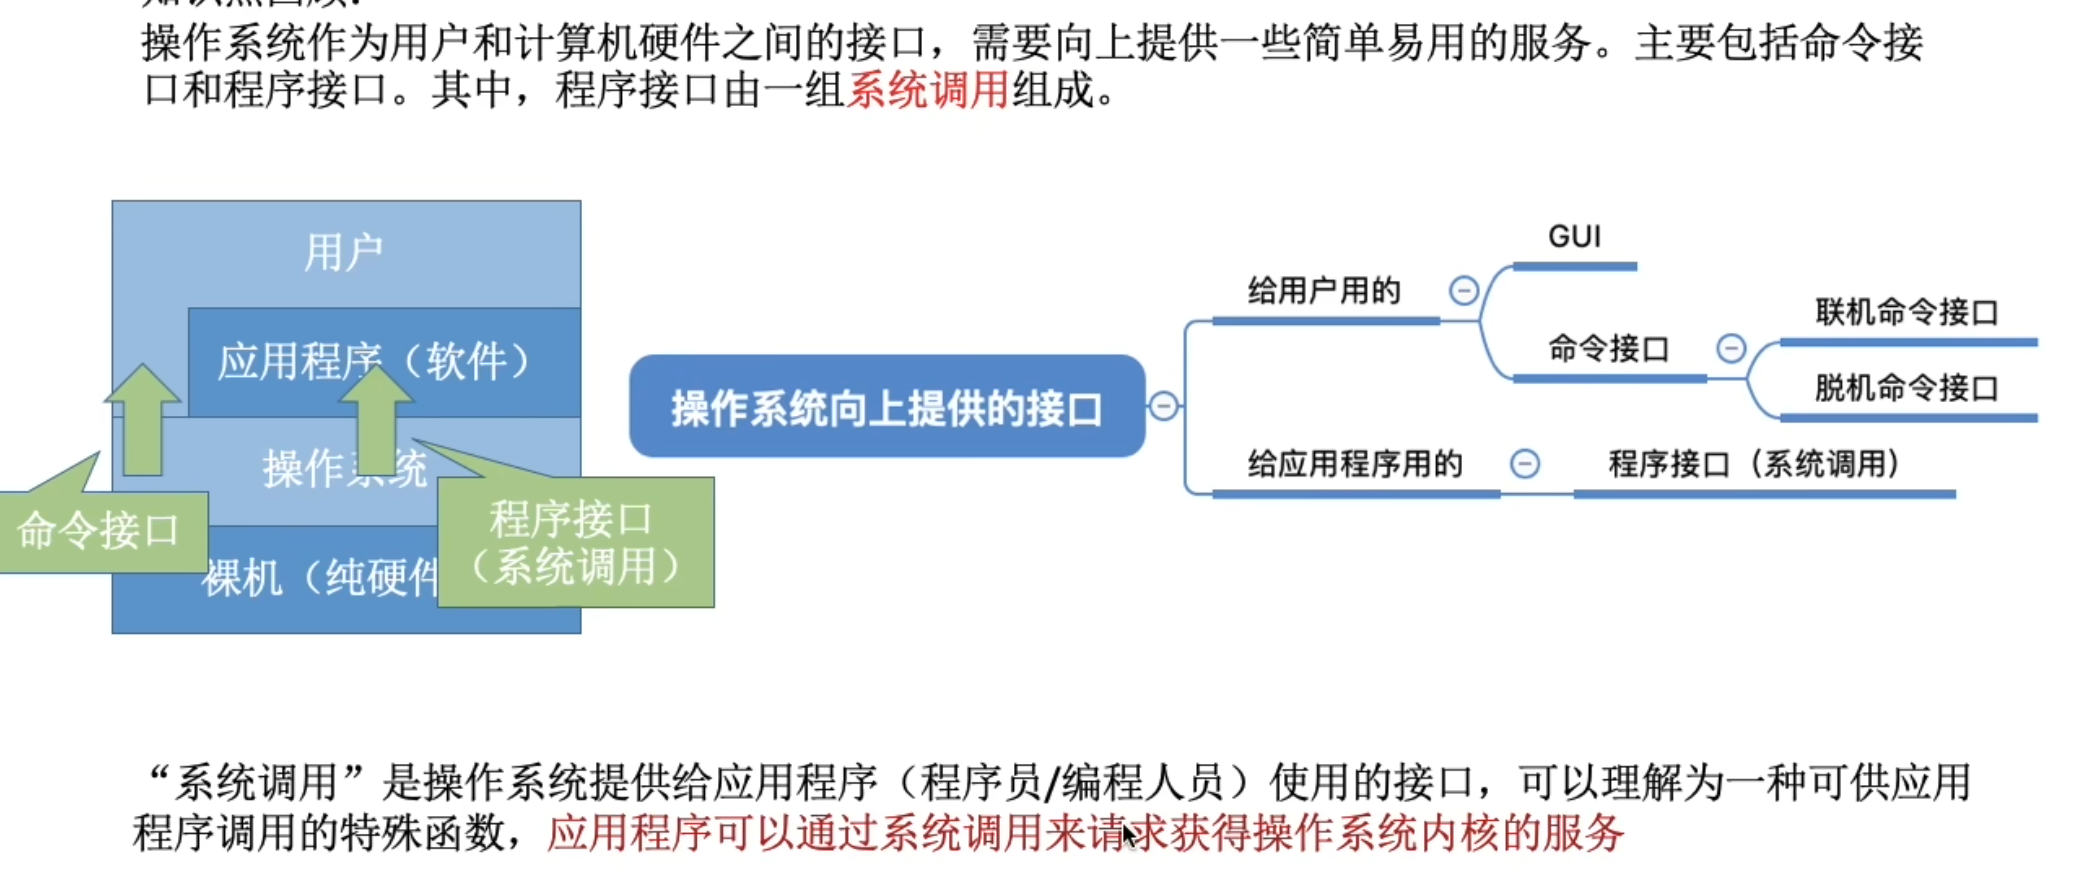 知识点回顾：
操作系统作为用户和计算机硬件之间的接口，需要向上提供一些简单易用的服务。主要包括命令接
口和程序接口。其中，程序接口由一组系统调用组成。
用户
应用程序（软件）
操作系统
命令接口
程序接口
（系统调用）
裸机（纯硬件
操作系统向上提供的接口
给用户用的
GUI
命令接口
联机命令接口
脱机命令接口
给应用程序用的
程序接口（系统调用）
“系统调用”是操作系统提供给应用程序（程序员/编程人员）使用的接口，可以理解为一种可供应用
程序调用的特殊函数，应用程序可以通过系统调用来请求获得操作系统内核的服务